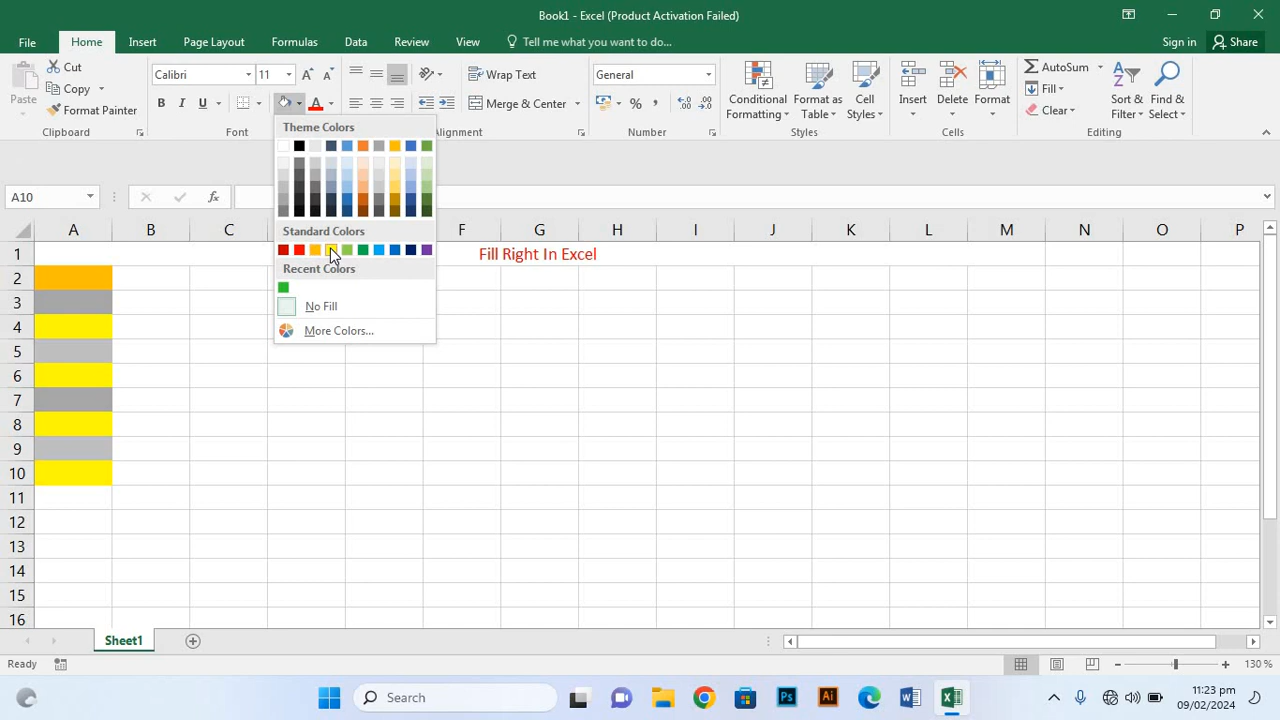 Book1 - Excel (Product Activation Failed)
File Home Insert Page Layout Formulas Data Review View Tell me what you want to do... Sign in Share
Paste Cut Copy Format Painter Clipboard
Calibri 11 B I U A Font
Wrap Text Merge & Center Alignment
General % , Number
Conditional Formatting Format as Table Cell Styles Styles
Insert Delete Format Cells
AutoSum Fill Clear Sort & Filter Find & Select
Theme Colors
Standard Colors
Recent Colors
No Fill
More Colors...
A10 fx
A B C F G H I J K L M N O P
1 Fill Right In Excel
2
3
4
5
6
7
8
9
10
11
12
13
14
15
16
Sheet1
Ready 130 %
Search Ps Ai 11:23 pm
09/02/2024